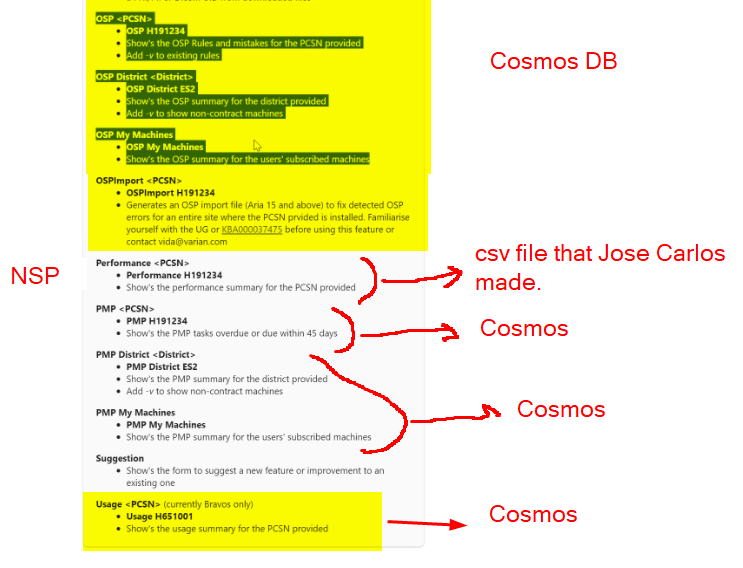 OSP <PCSN>
OSP H191234
Show's the OSP Rules and mistakes for the PCSN provided
Add -v to existing rules
OSP District <District>
OSP District ES2
Show's the OSP summary for the district provided
Add -v to show non-contract machines
OSP My Machines
OSP My Machines
Show's the OSP summary for the users' subscribed machines
Cosmos DB
OSPImport <PCSN>
OSPImport H191234
Generates an OSP import file (Aria 15 and above) to fix detected OSP
errors for an entire site where the PCSN prvided is installed. Familiarise
yourself with the UG or KBA000037475 before using this feature or
contact vida@varian.com
NSP
Performance <PCSN>
Performance H191234
Show's the performance summary for the PCSN provided
csv file that Jose Carlos
made.
PMP <PCSN>
PMP H191234
Show's the PMP tasks overdue or due within 45 days
Cosmos
PMP District <District>
PMP District ES2
Show's the PMP summary for the district provided
Add -v to show non-contract machines
PMP My Machines
PMP My Machines
Show's the PMP summary for the users' subscribed machines
Cosmos
Suggestion
Show's the form to suggest a new feature or improvement to an
existing one
Usage <PCSN> (currently Bravos only)
Usage H651001
Show's the usage summary for the PCSN provided
Cosmos